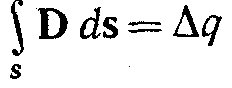 ∫ₛ 𝐃 d𝐬 = Δq